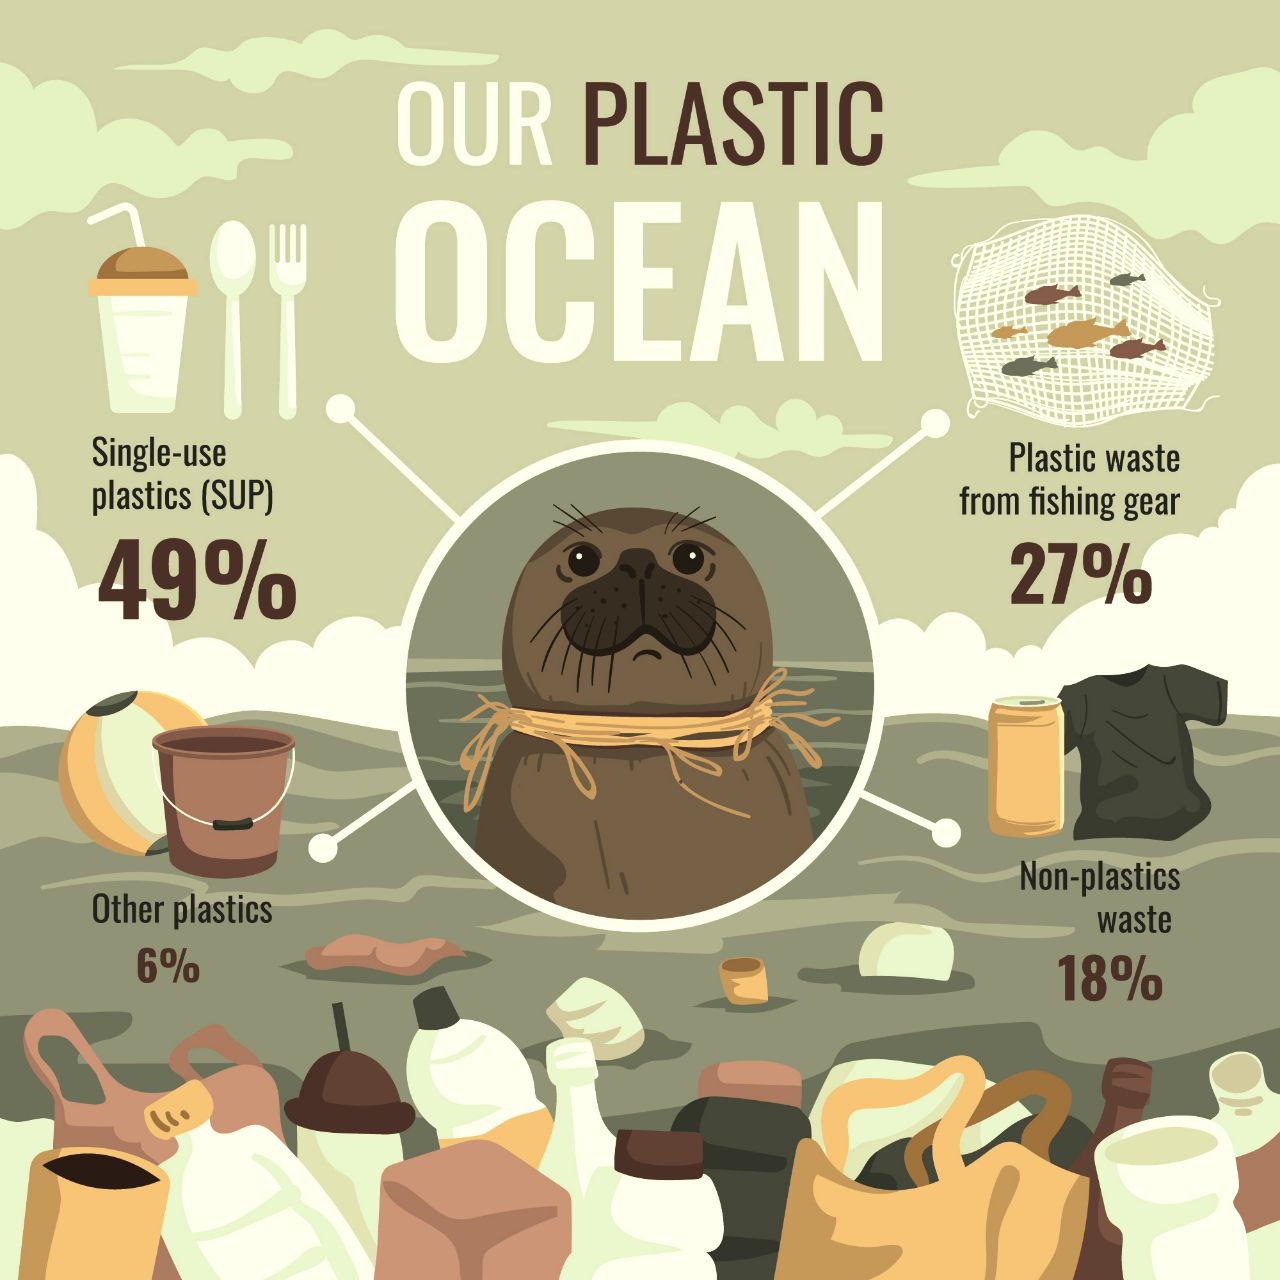 OUR PLASTIC
OCEAN
Single-use
plastics (SUP)
49%
Plastic waste
from fishing gear
27%
Other plastics
6%
Non-plastics
waste
18%